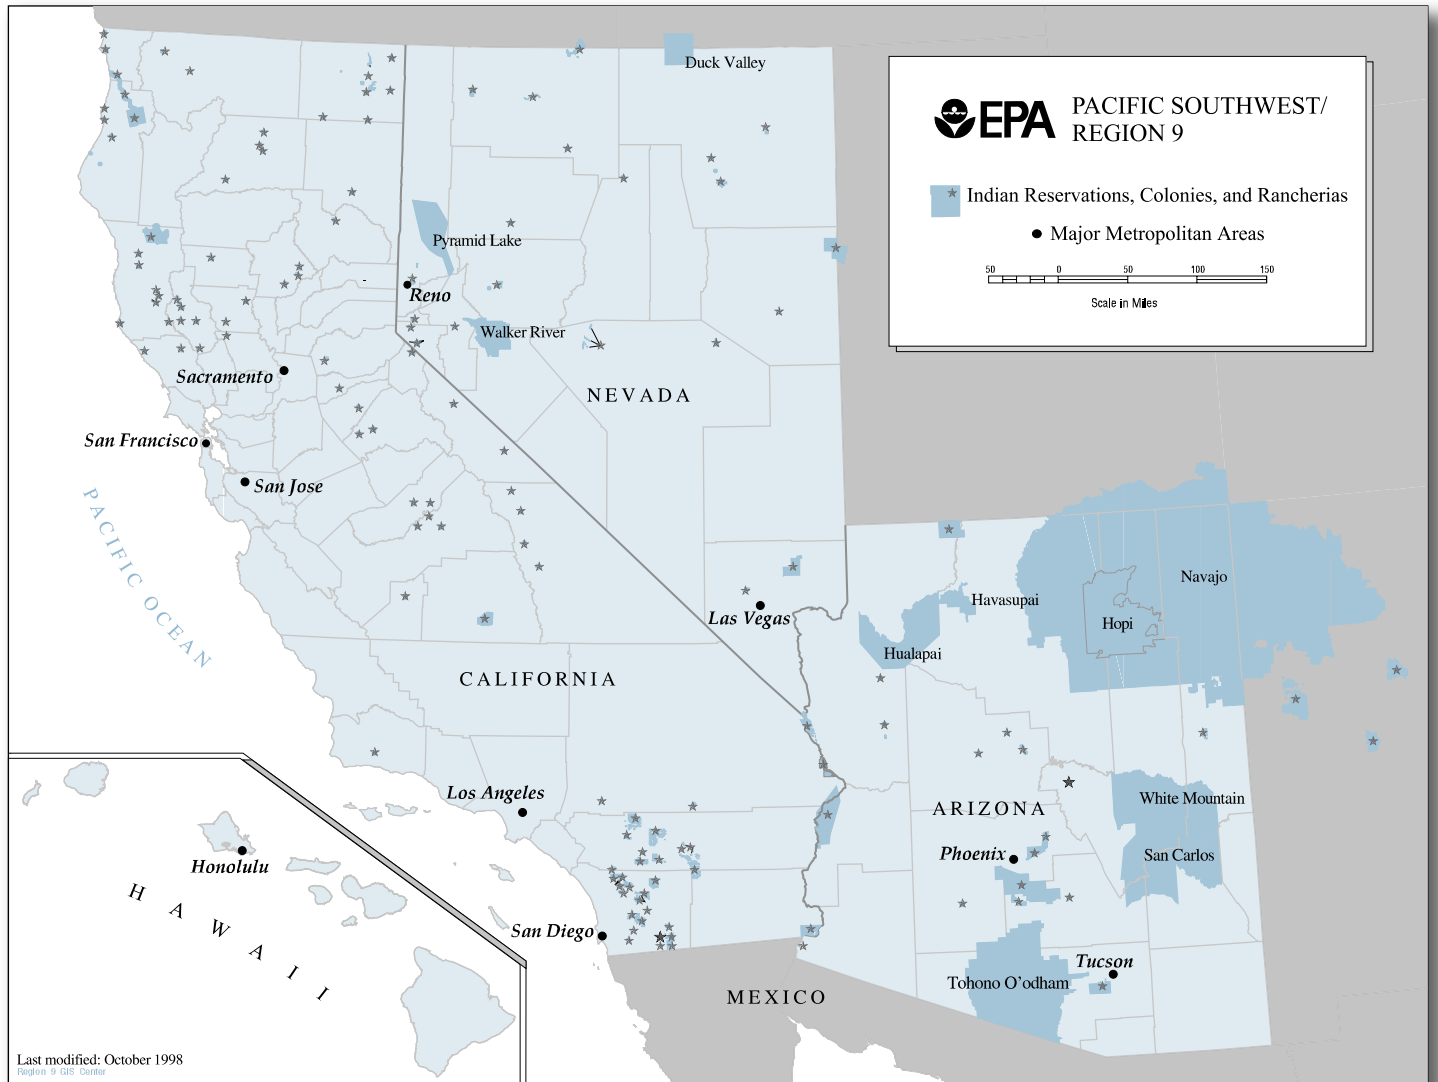 EPA
PACIFIC SOUTHWEST/
REGION 9
Indian Reservations, Colonies, and Rancherias
Major Metropolitan Areas
50 0 50 100 150
Scale in Miles
Duck Valley
Pyramid Lake
Reno
Walker River
Sacramento
NEVADA
San Francisco
San Jose
PACIFIC OCEAN
Navajo
Havasupai
Las Vegas
Hopi
Hualapai
CALIFORNIA
Los Angeles
White Mountain
ARIZONA
Phoenix
San Carlos
Honolulu
HAWAII
San Diego
Tucson
Tohono O'odham
MEXICO
Last modified: October 1998
Region 9 GIS Center